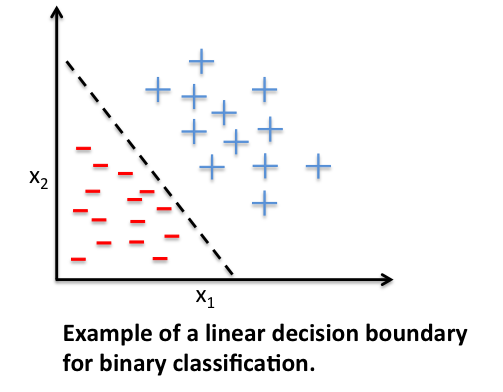 x2
x1
Example of a linear decision boundary
for binary classification.